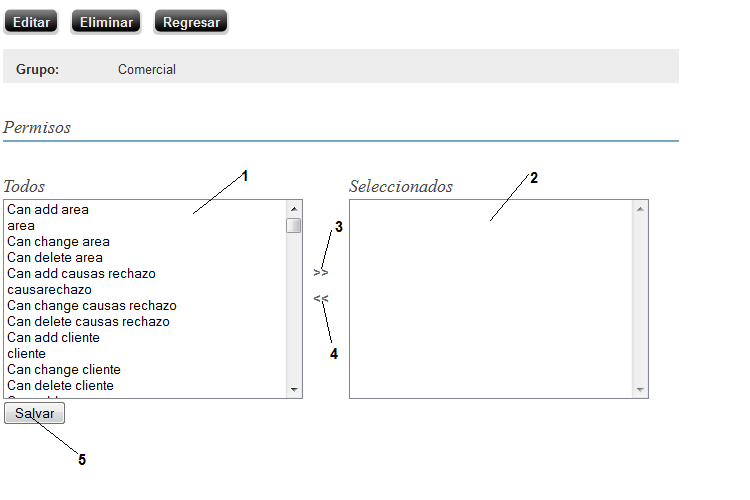 Editar Eliminar Regresar
Grupo: Comercial
Permisos
1
2
Todos Seleccionados
Can add area
area
Can change area
3
Can delete area
Can add causas rechazo
>>
causarechazo
<<
Can change causas rechazo
Can delete causas rechazo
Can add cliente
cliente
4
Can change cliente
Can delete cliente
Salvar
5